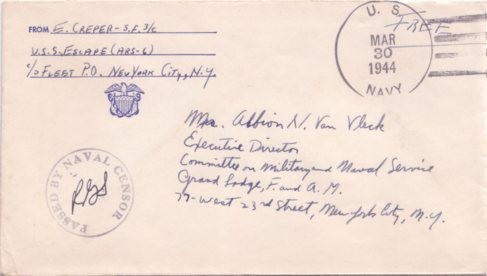 FROM E. CREPER - S.F. 3/C
U.S.S. ESCAPE (ARS-6)
c/o FLEET P.O. NEW YORK CITY, N.Y.
U. S.
MAR
30
1944
NAVY
FREE
Mr. Albion N. Van Vleck
Executive Director
Committee on Military and Naval Service
Grand Lodge, F. and A. M.
71-West 23rd Street, New York City, N.Y.
PASSED BY NAVAL CENSOR